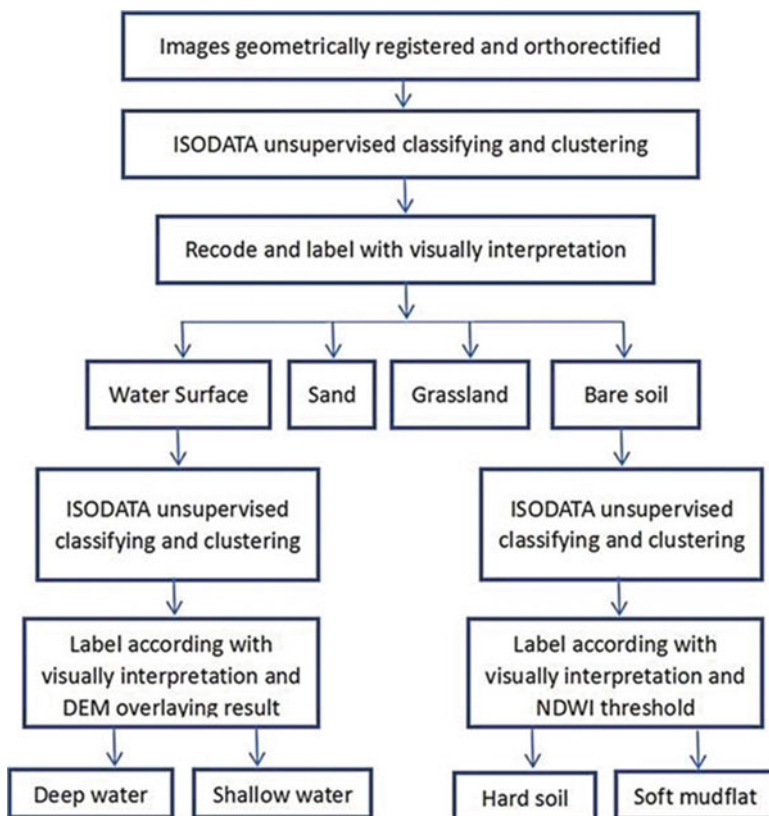 Images geometrically registered and orthorectified
ISODATA unsupervised classifying and clustering
Recode and label with visually interpretation
Water Surface
Sand
Grassland
Bare soil
ISODATA unsupervised
classifying and clustering
ISODATA unsupervised
classifying and clustering
Label according with
visually interpretation and
DEM overlaying result
Label according with
visually interpretation and
NDWI threshold
Deep water
Shallow water
Hard soil
Soft mudflat